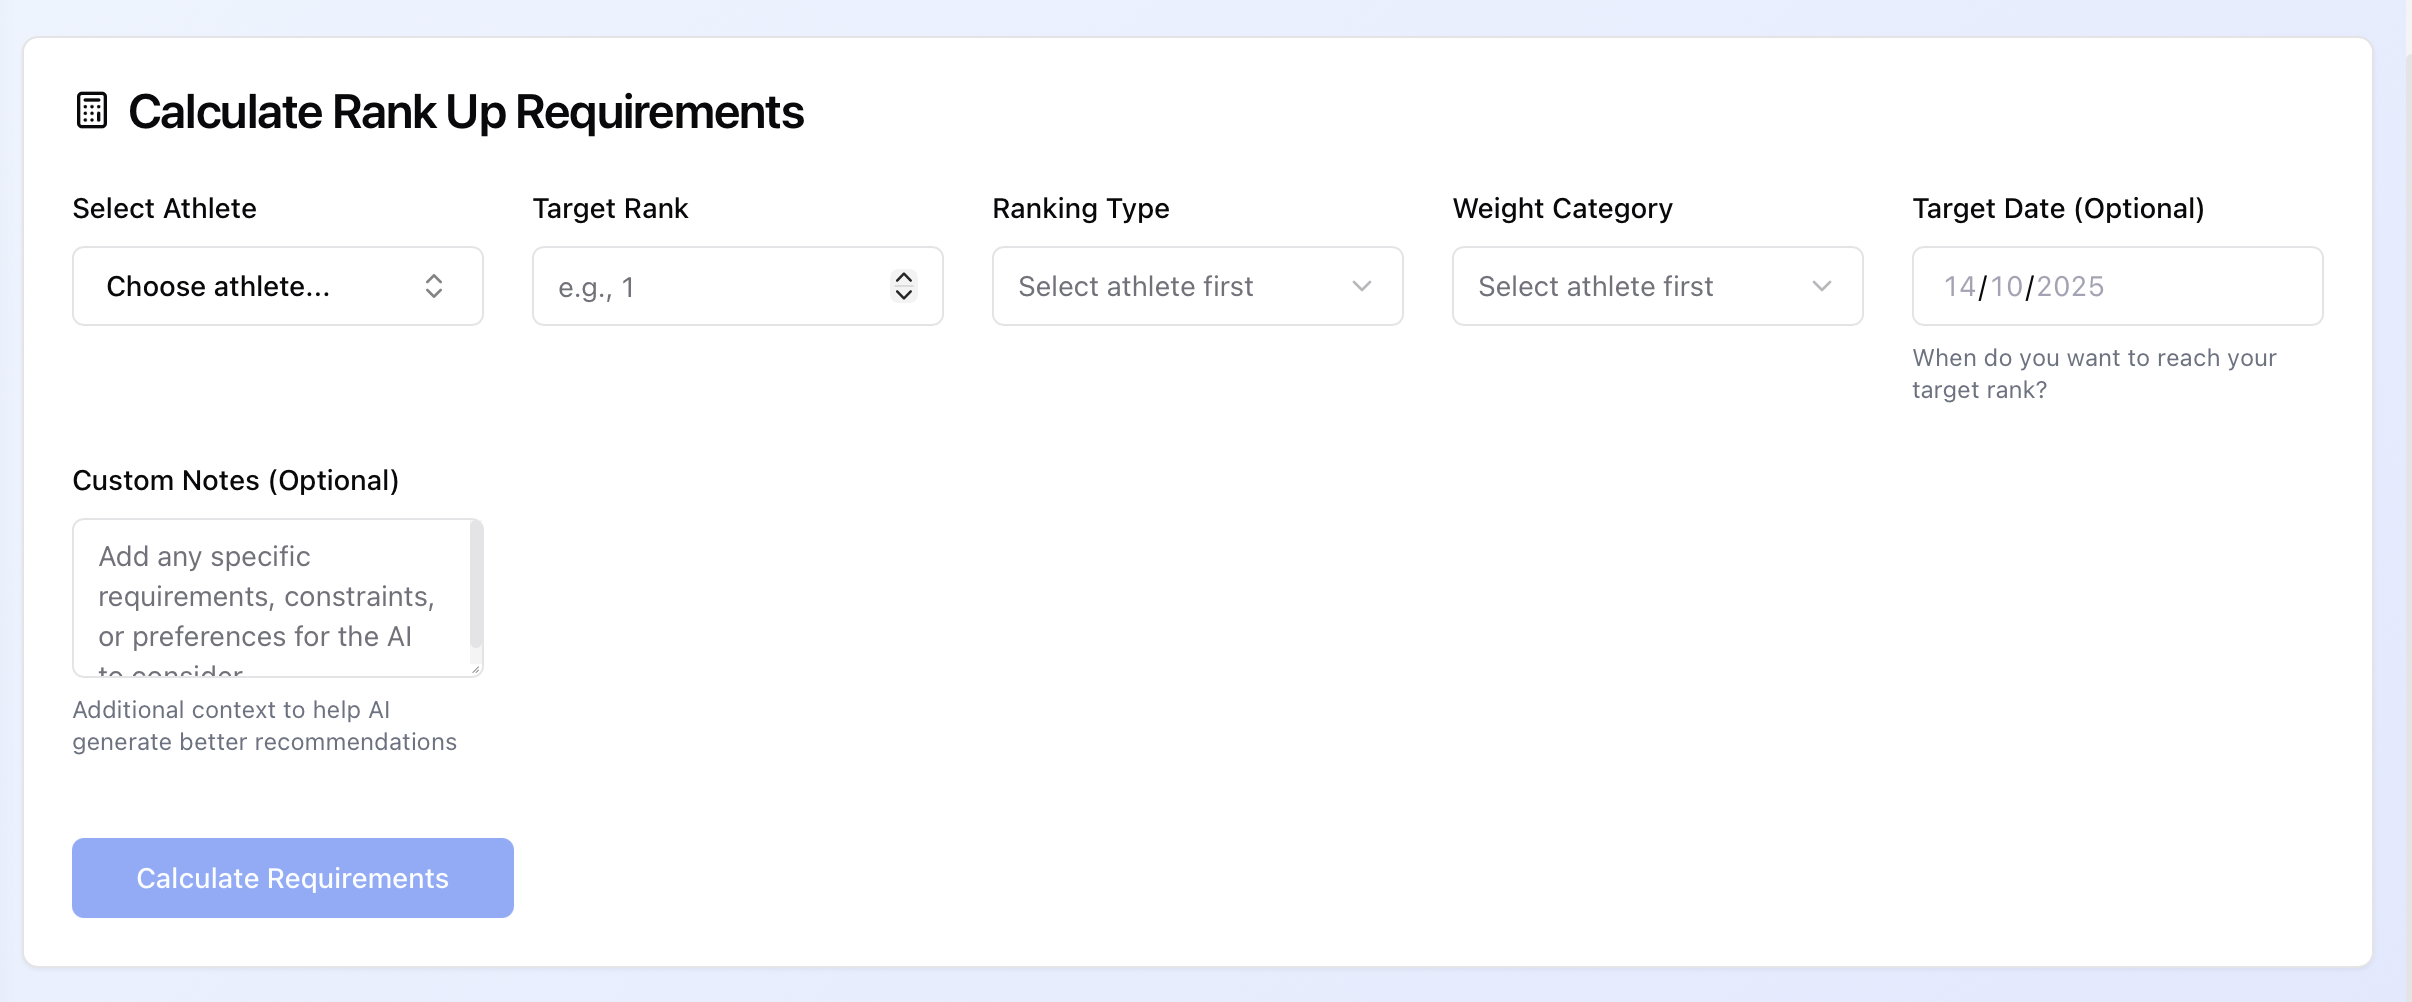 Calculate Rank Up Requirements
Select Athlete
Choose athlete...
Target Rank
e.g., 1
Ranking Type
Select athlete first
Weight Category
Select athlete first
Target Date (Optional)
14/10/2025
When do you want to reach your
target rank?
Custom Notes (Optional)
Add any specific
requirements, constraints,
or preferences for the AI
to consider
Additional context to help AI
generate better recommendations
Calculate Requirements